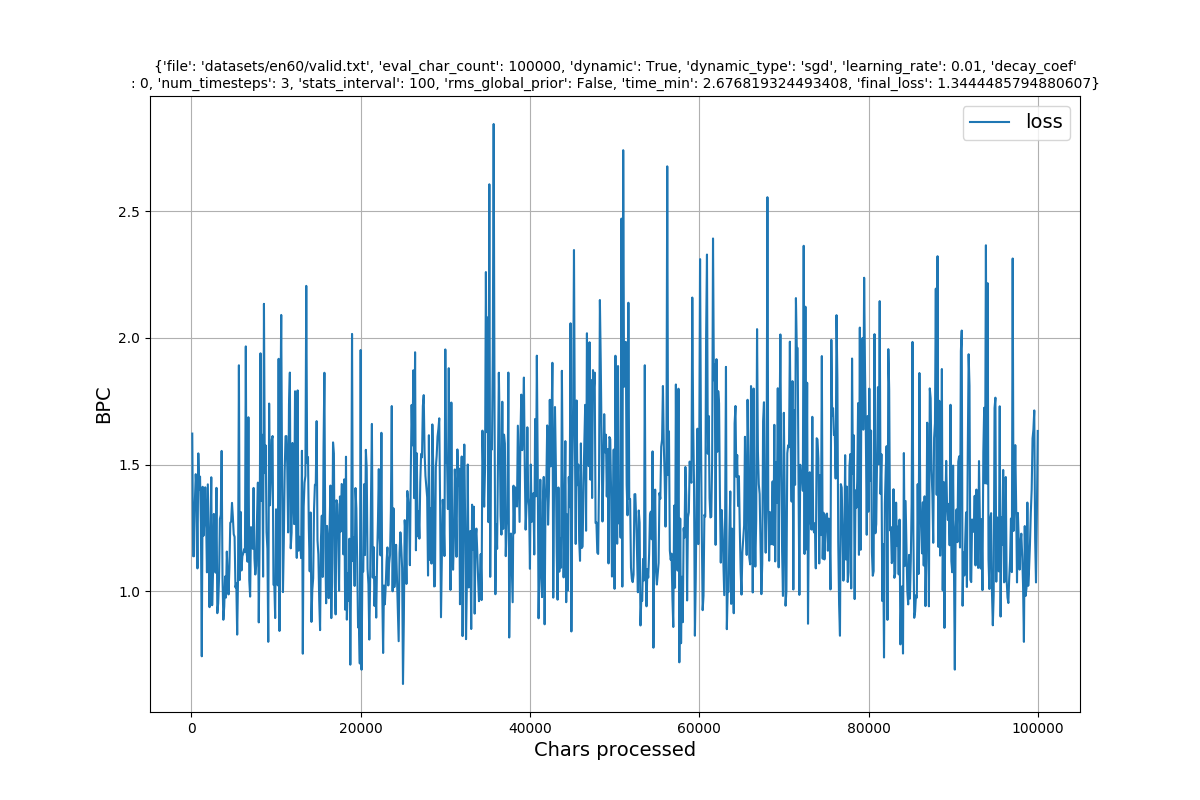 {'file': 'datasets/en60/valid.txt', 'eval_char_count': 100000, 'dynamic': True, 'dynamic_type': 'sgd', 'learning_rate': 0.01, 'decay_coef'
: 0, 'num_timesteps': 3, 'stats_interval': 100, 'rms_global_prior': False, 'time_min': 2.676819324493408, 'final_loss': 1.3444485794880607}
loss
2.5
2.0
1.5
1.0
BPC
0 20000 40000 60000 80000 100000
Chars processed